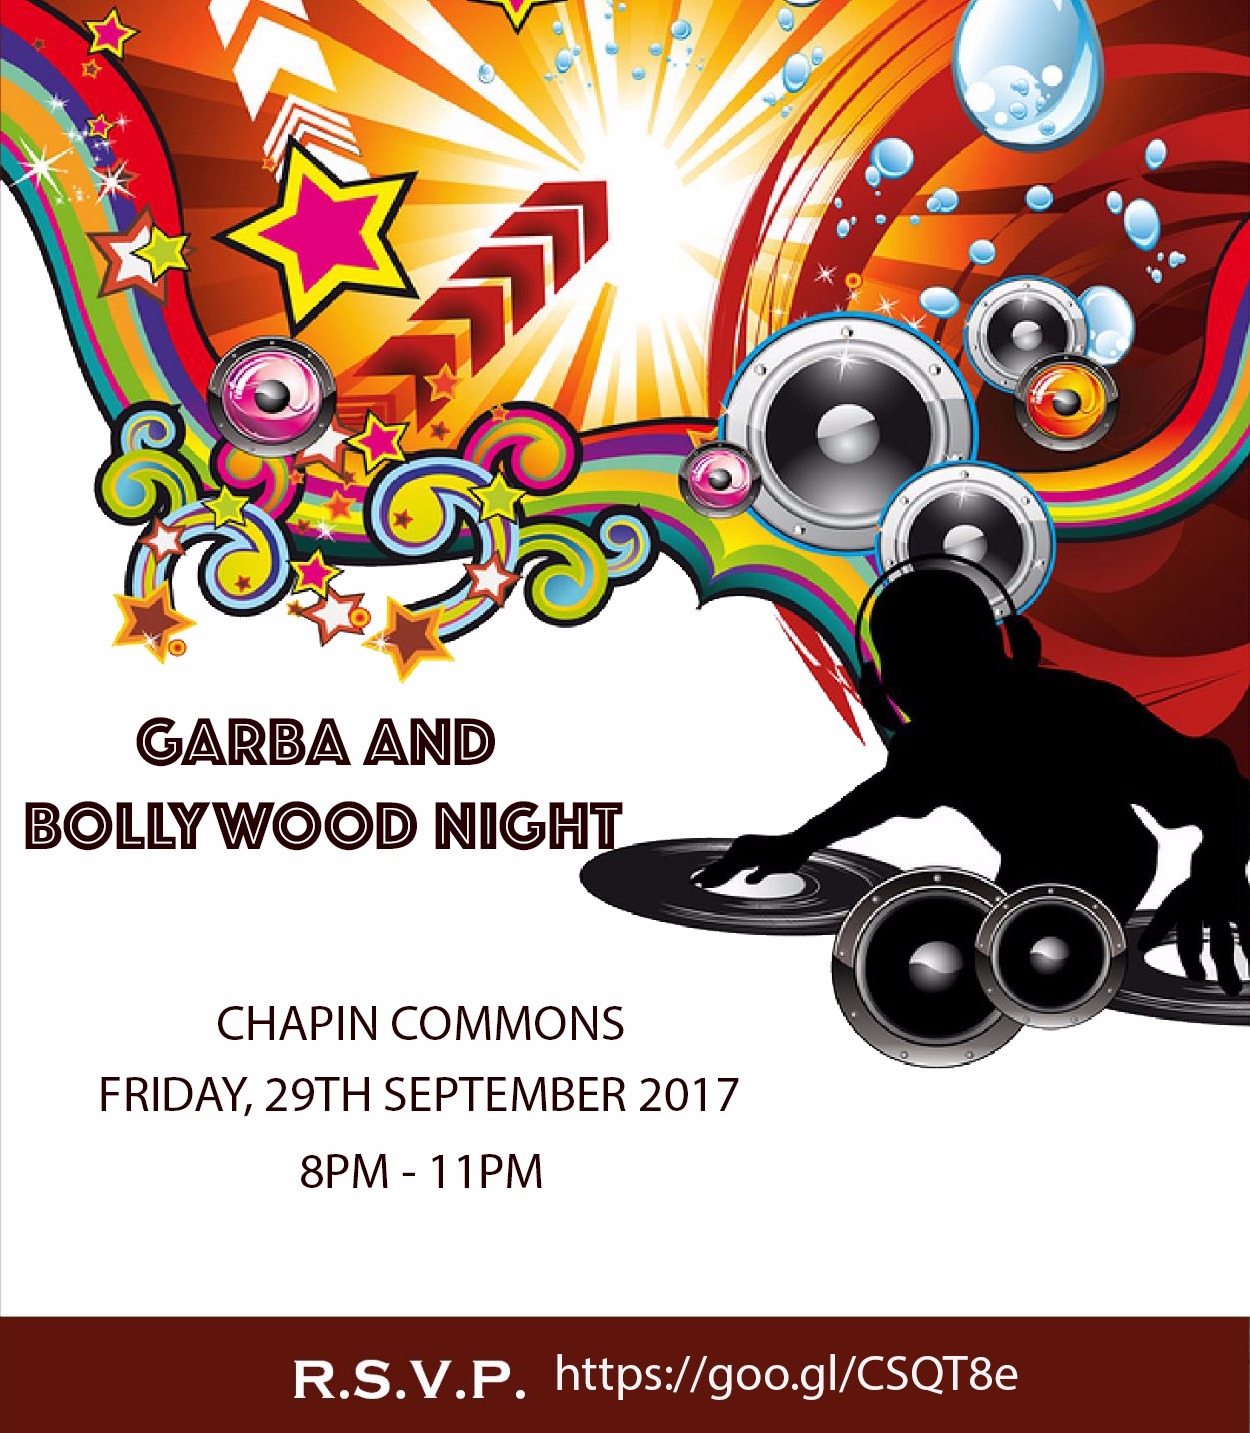 GARBA AND
BOLLYWOOD NIGHT
CHAPIN COMMONS
FRIDAY, 29TH SEPTEMBER 2017
8PM - 11PM
R.S.V.P. https://goo.gl/CSQT8e